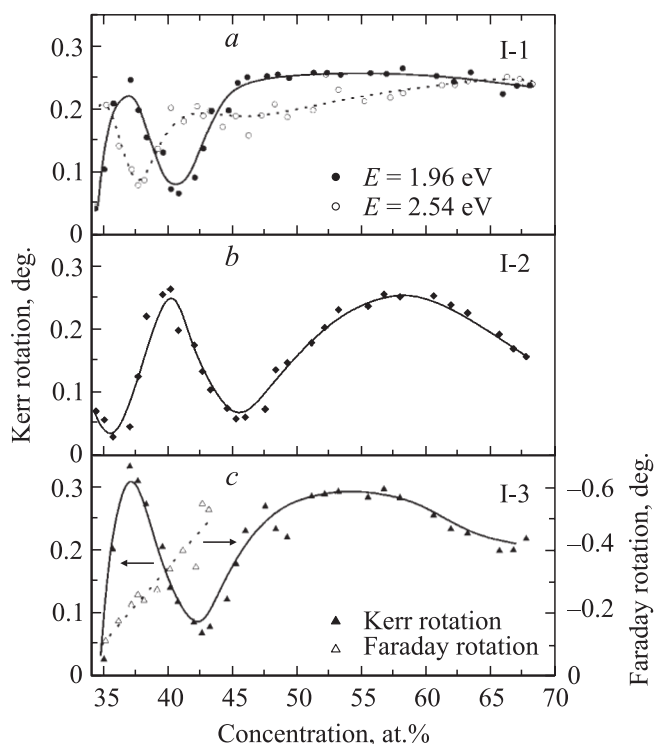 a I-1
0.3
0.2
0.1
0
E = 1.96 eV
E = 2.54 eV
b I-2
0.3
0.2
0.1
0
Kerr rotation, deg.
c I-3
0.3
0.2
0.1
0
–0.6
–0.4
–0.2
0
Faraday rotation, deg.
Kerr rotation
Faraday rotation
35 40 45 50 55 60 65 70
Concentration, at.%